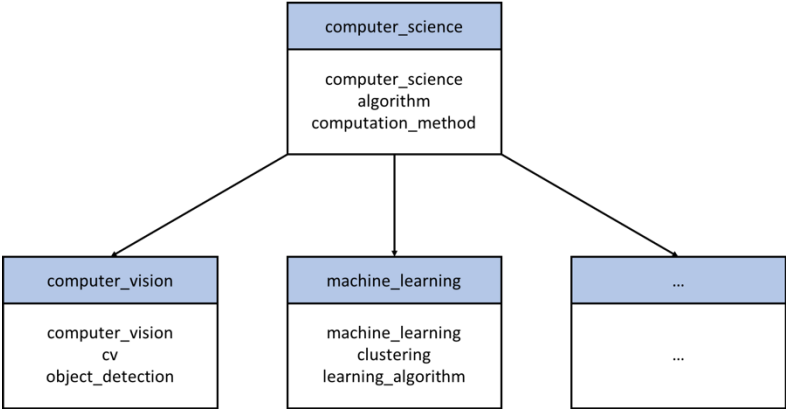 computer_science
computer_science
algorithm
computation_method
computer_vision
machine_learning
...
computer_vision
cv
object_detection
machine_learning
clustering
learning_algorithm
...